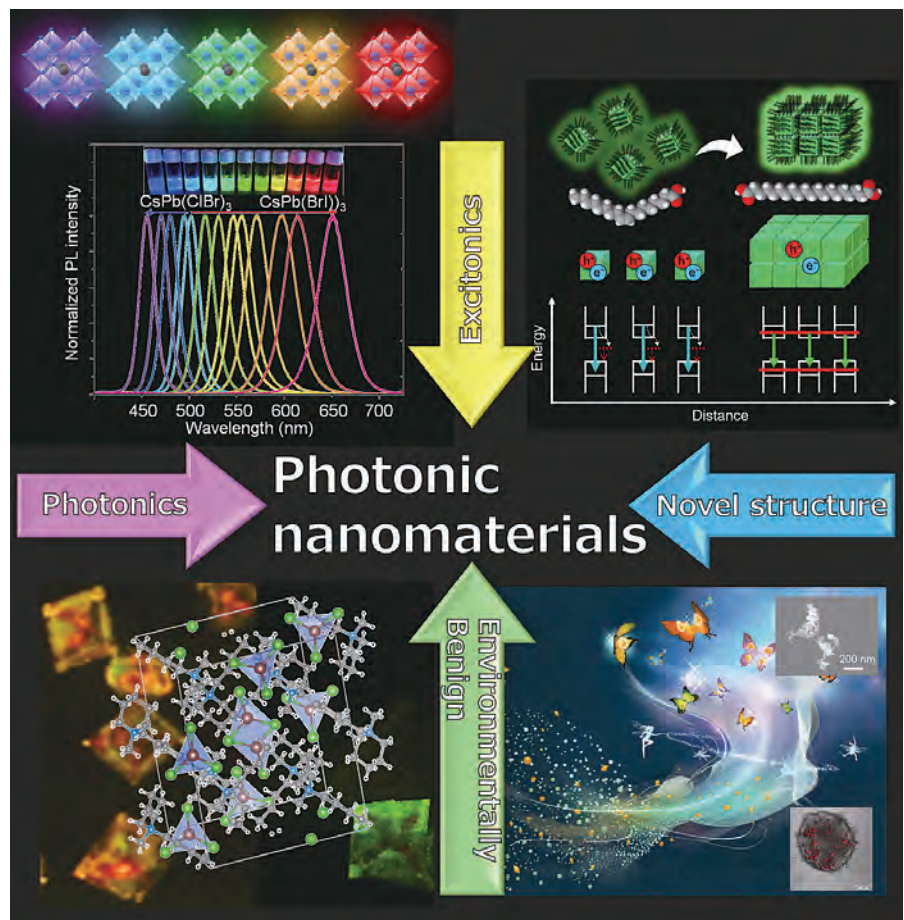 CsPb(ClBr)₃ CsPb(BrI))₃
Normalized PL intensity
450 500 550 600 650 700
Wavelength (nm)
Excitonics
h⁺ h⁺ h⁺ h⁺
e⁻ e⁻ e⁻ e⁻
Energy
Distance
Photonics
Photonic
nanomaterials
Novel structure
Environmentally
Benign
200 nm